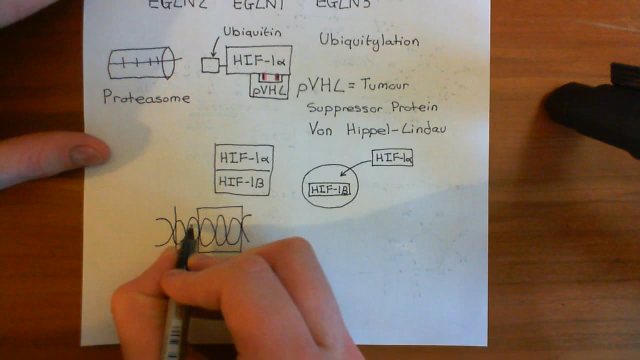 EGLN2 EGLN1 EGLN3
Ubiquitin
Ubiquitylation
HIF-1α
pVHL
Proteasome
pVHL = Tumour
Suppressor Protein
Von Hippel-Lindau
HIF-1α
HIF-1β
HIF-1α
HIF-1β